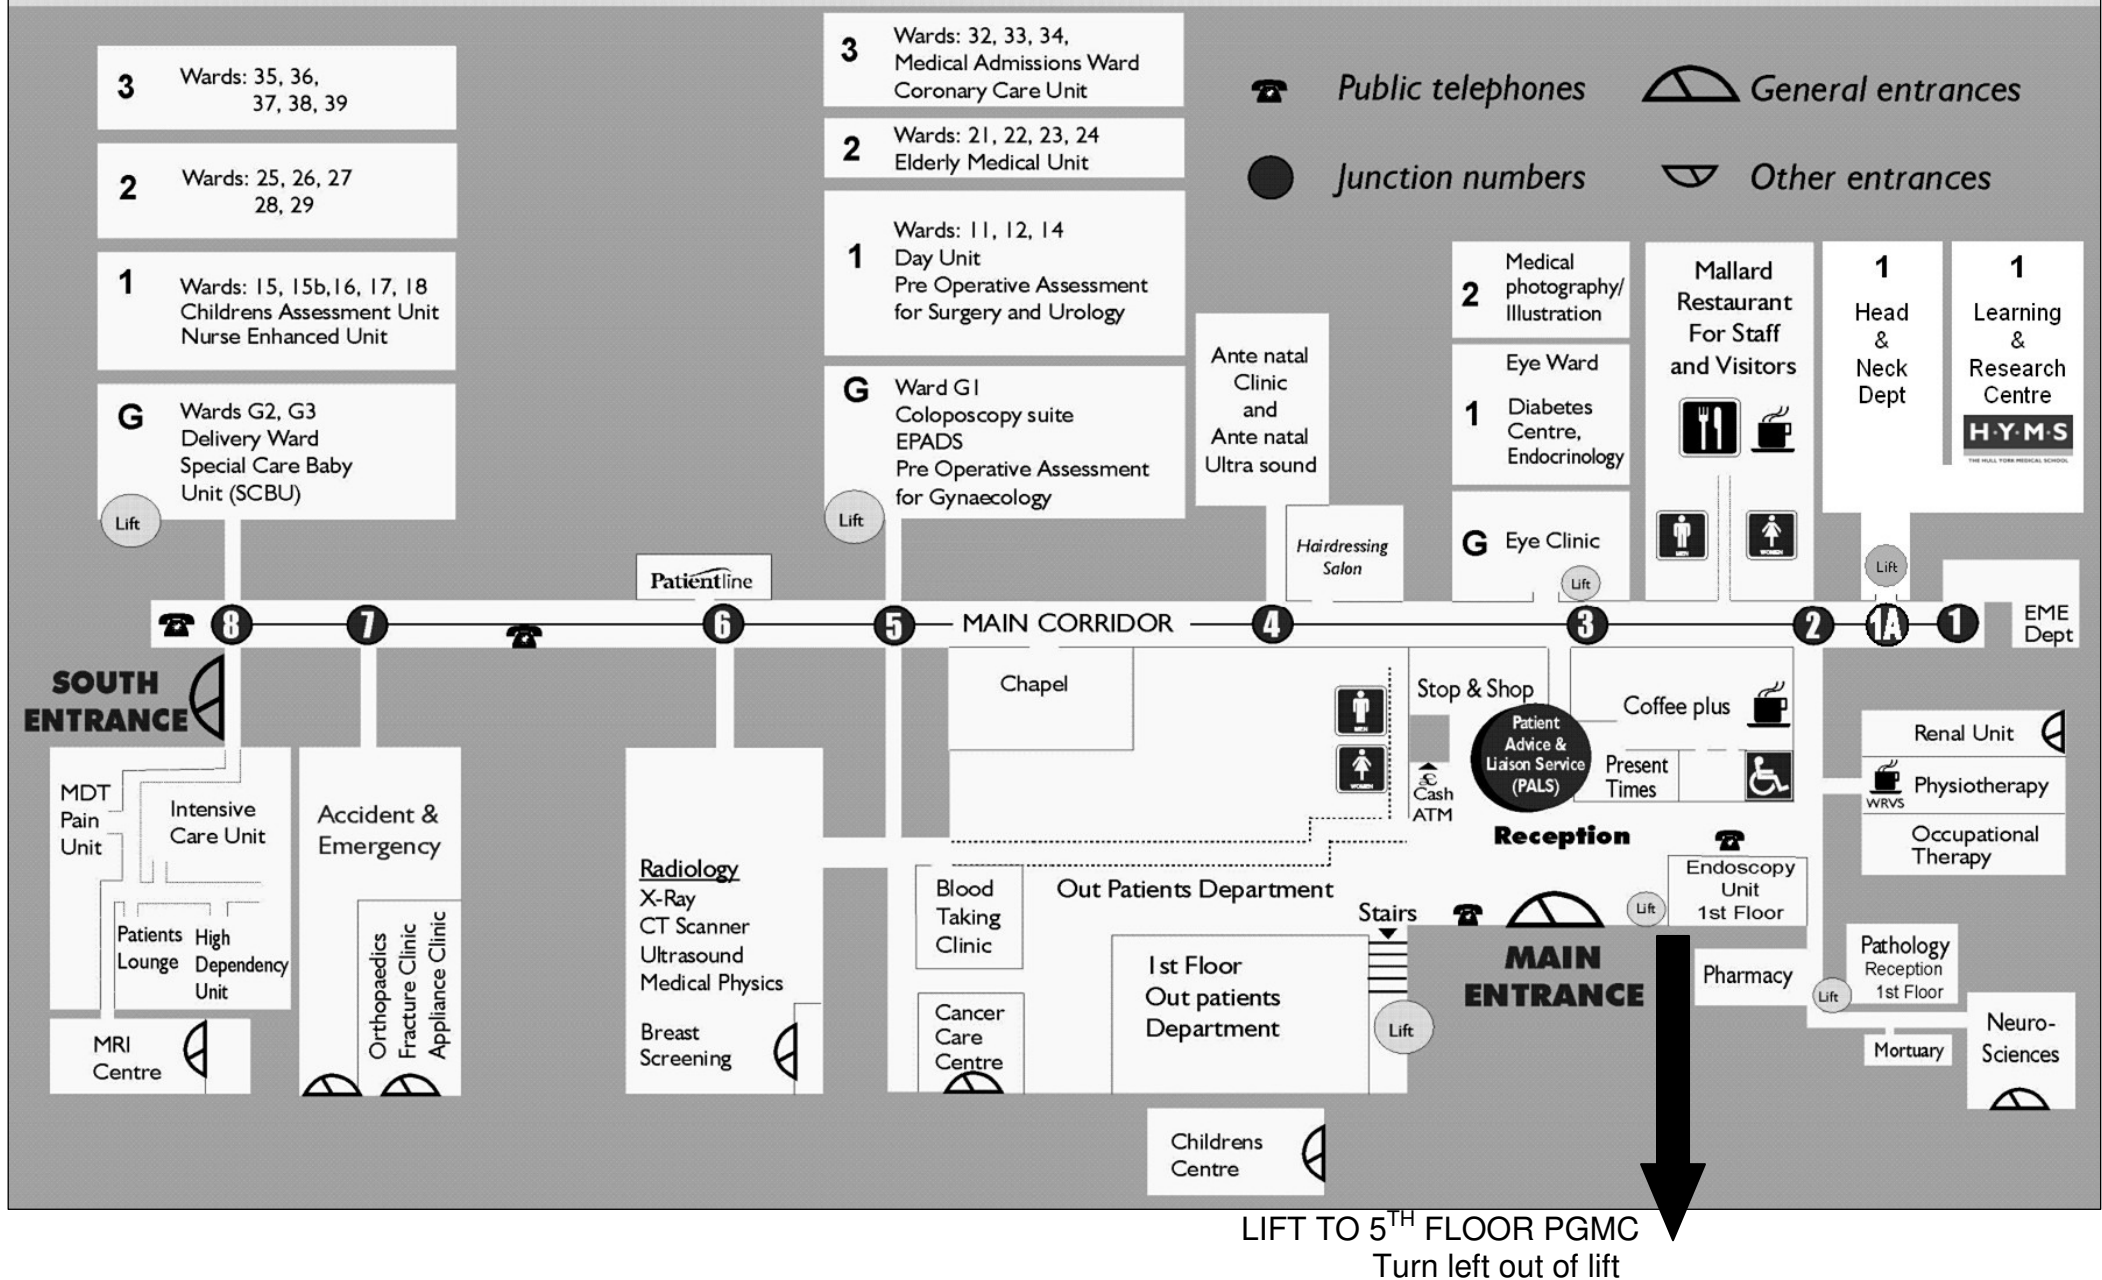 3
Wards: 35, 36,
37, 38, 39
2
Wards: 25, 26, 27
28, 29
1
Wards: 15, 15b,16, 17, 18
Childrens Assessment Unit
Nurse Enhanced Unit
G
Wards G2, G3
Delivery Ward
Special Care Baby
Unit (SCBU)
Lift
3
Wards: 32, 33, 34,
Medical Admissions Ward
Coronary Care Unit
2
Wards: 21, 22, 23, 24
Elderly Medical Unit
1
Wards: 11, 12, 14
Day Unit
Pre Operative Assessment
for Surgery and Urology
G
Ward G1
Coloposcopy suite
EPADS
Pre Operative Assessment
for Gynaecology
Lift
Public telephones
General entrances
Junction numbers
Other entrances
Ante natal
Clinic
and
Ante natal
Ultra sound
Hairdressing
Salon
2
Medical
photography/
Illustration
Eye Ward
1
Diabetes
Centre,
Endocrinology
G
Eye Clinic
Lift
Mallard
Restaurant
For Staff
and Visitors
MEN
WOMEN
1
Head
&
Neck
Dept
1
Learning
&
Research
Centre
H·Y·M·S
THE HULL YORK MEDICAL SCHOOL
Lift
Patientline
8
7
6
5
MAIN CORRIDOR
4
3
2
1A
1
EME
Dept
SOUTH
ENTRANCE
MDT
Pain
Unit
Intensive
Care Unit
Patients
Lounge
High
Dependency
Unit
MRI
Centre
Accident &
Emergency
Orthopaedics
Fracture Clinic
Appliance Clinic
Radiology
X-Ray
CT Scanner
Ultrasound
Medical Physics
Breast
Screening
Chapel
MEN
WOMEN
Stop & Shop
£
Cash
ATM
Patient
Advice &
Liaison Service
(PALS)
Coffee plus
Present
Times
Reception
Blood
Taking
Clinic
Out Patients Department
Cancer
Care
Centre
1st Floor
Out patients
Department
Stairs
Lift
MAIN
ENTRANCE
Lift
Endoscopy
Unit
1st Floor
Pharmacy
Renal Unit
WRVS
Physiotherapy
Occupational
Therapy
Pathology
Reception
1st Floor
Lift
Mortuary
Neuro-
Sciences
Childrens
Centre
LIFT TO 5TH FLOOR PGMC
Turn left out of lift